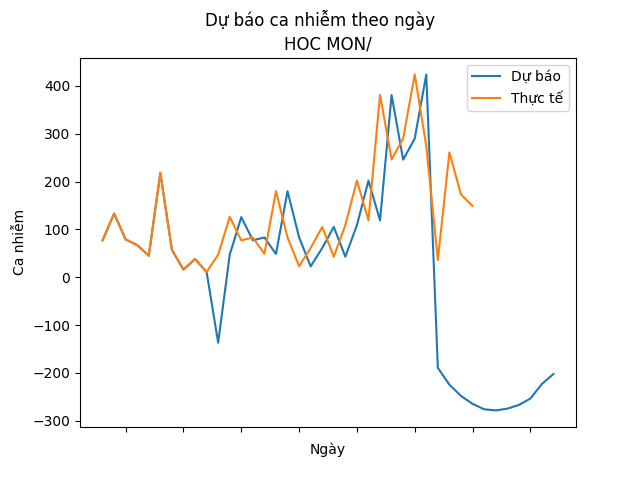 Dự báo ca nhiễm theo ngày
HOC MON/
Dự báo
Thực tế
400
300
200
100
0
−100
−200
−300
Ca nhiễm
Ngày